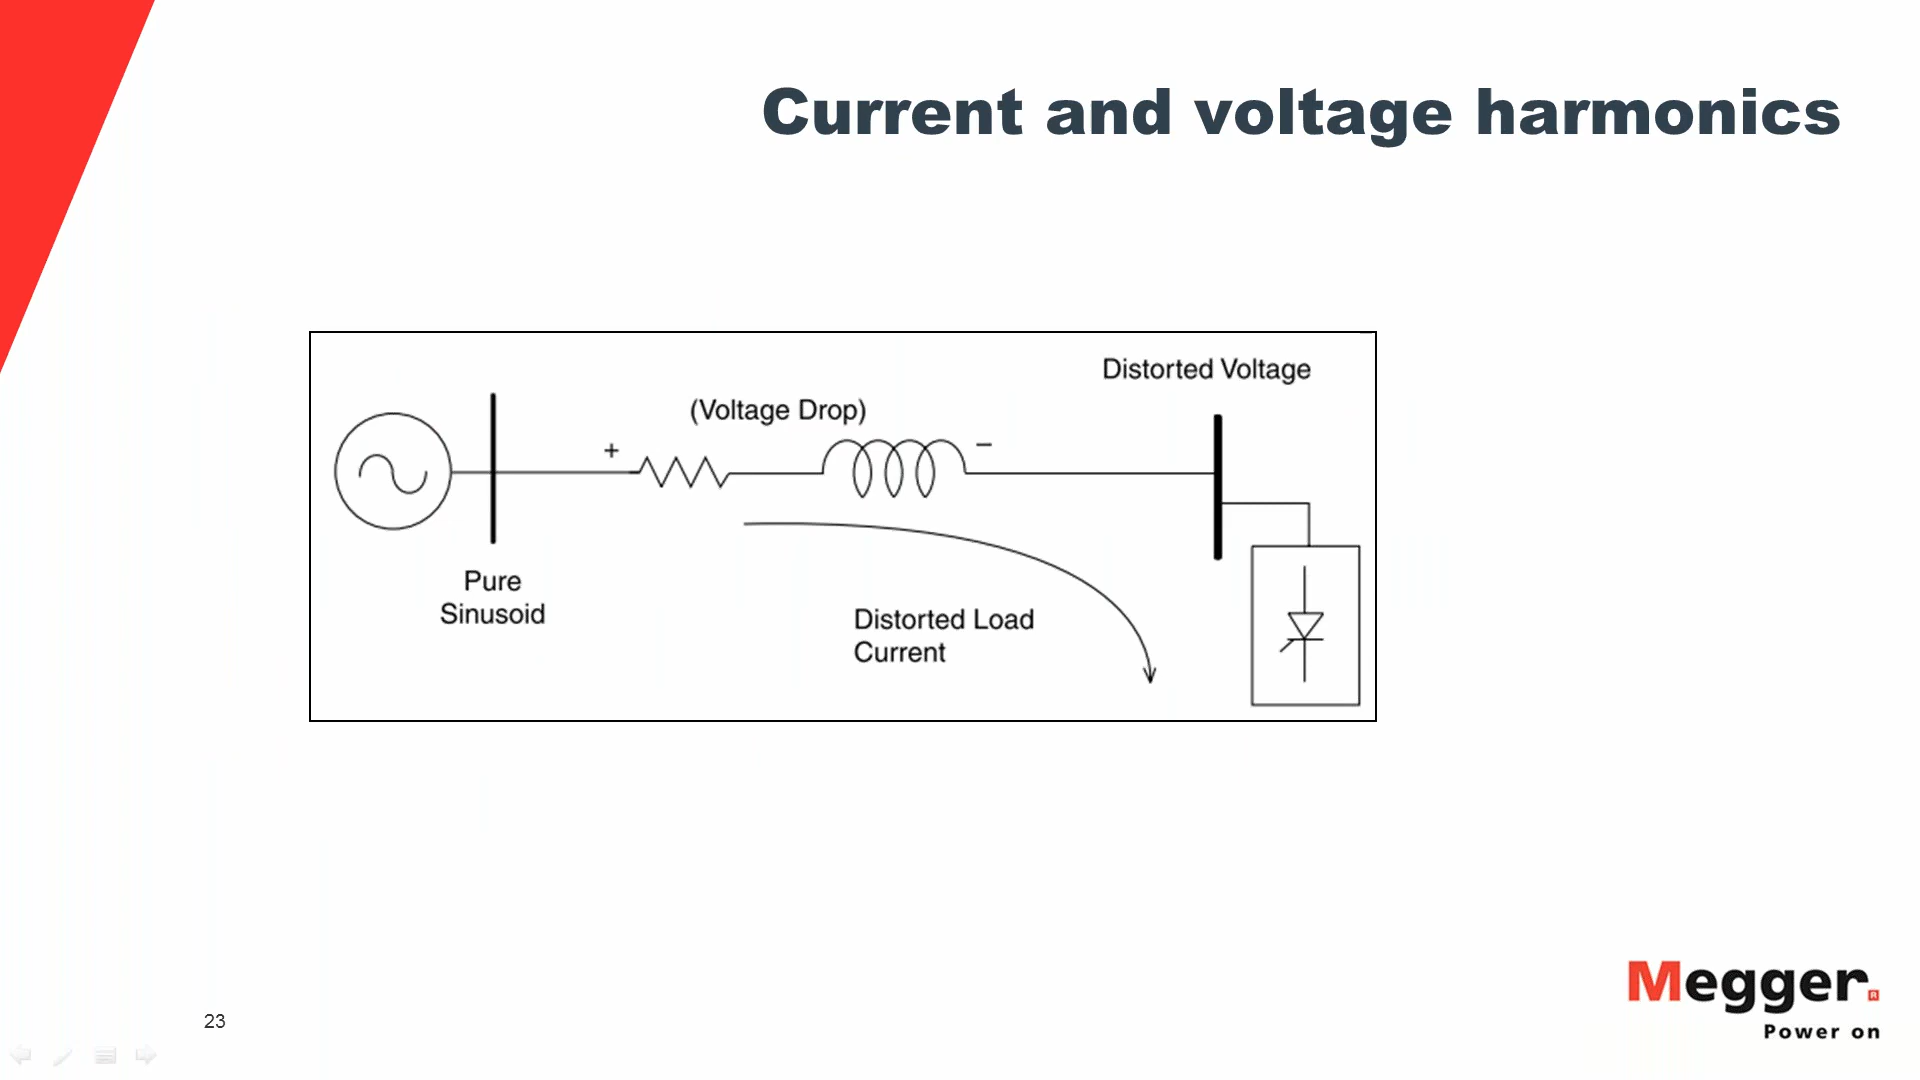 Current and voltage harmonics
Distorted Voltage
(Voltage Drop)
+
−
Pure
Sinusoid
Distorted Load
Current
Megger®
Power on
23